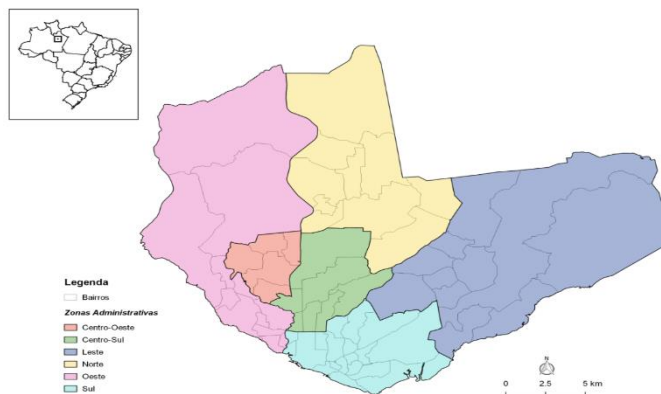 Legenda
Bairros
Zonas Administrativas
Centro-Oeste
Centro-Sul
Leste
Norte
Oeste
Sul
N
0 2.5 5 km